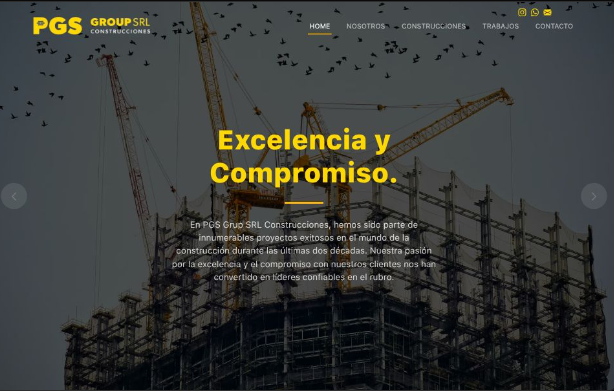 PGS GROUP SRL
CONSTRUCCIONES
HOME NOSOTROS CONSTRUCCIONES TRABAJOS CONTACTO
Excelencia y
Compromiso.
En PGS Grup SRL Construcciones, hemos sido parte de
innumerables proyectos exitosos en el mundo de la
construcción durante las últimas dos décadas. Nuestra pasión
por la excelencia y el compromiso con nuestros clientes nos han
convertido en líderes confiables en el rubro.